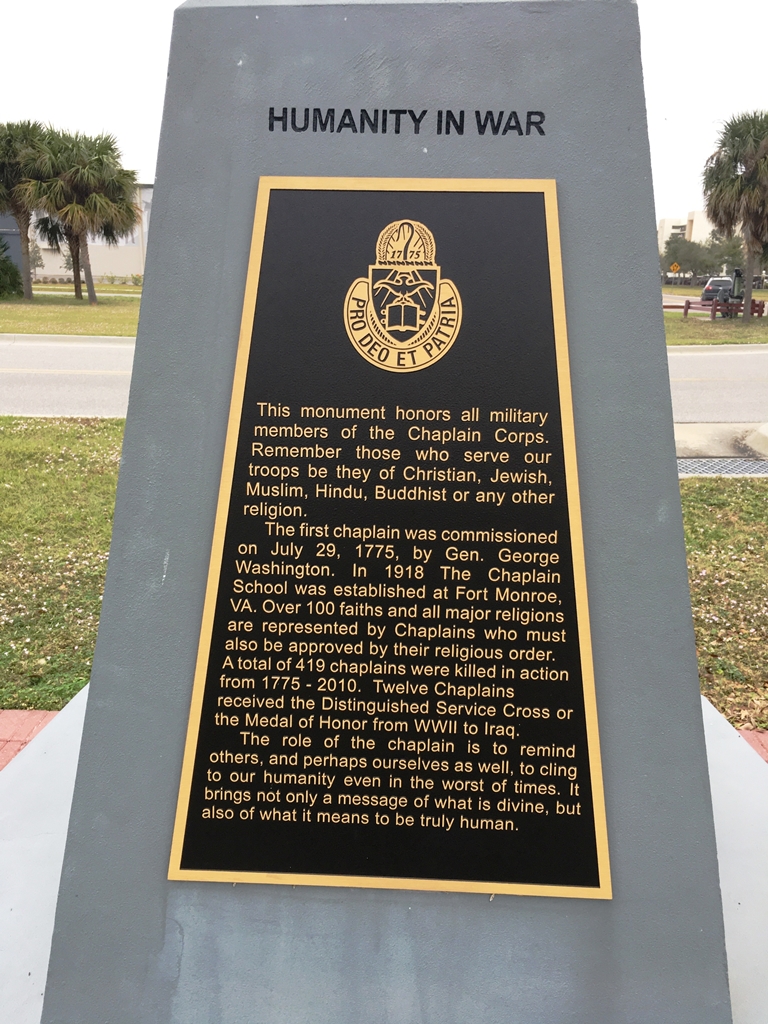 HUMANITY IN WAR
1775
PRO DEO ET PATRIA
This monument honors all military
members of the Chaplain Corps.
Remember those who serve our
troops be they of Christian, Jewish,
Muslim, Hindu, Buddhist or any other
religion.
The first chaplain was commissioned
on July 29, 1775, by Gen. George
Washington. In 1918 The Chaplain
School was established at Fort Monroe,
VA. Over 100 faiths and all major religions
are represented by Chaplains who must
also be approved by their religious order.
A total of 419 chaplains were killed in action
from 1775 - 2010. Twelve Chaplains
received the Distinguished Service Cross or
the Medal of Honor from WWII to Iraq.
The role of the chaplain is to remind
others, and perhaps ourselves as well, to cling
to our humanity even in the worst of times. It
brings not only a message of what is divine, but
also of what it means to be truly human.